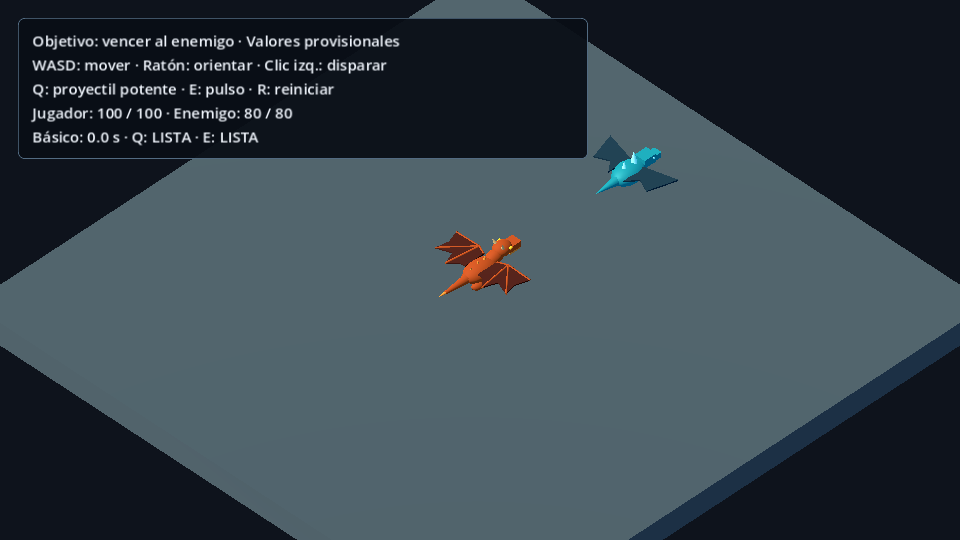 Objetivo: vencer al enemigo · Valores provisionales
WASD: mover · Ratón: orientar · Clic izq.: disparar
Q: proyectil potente · E: pulso · R: reiniciar
Jugador: 100 / 100 · Enemigo: 80 / 80
Básico: 0.0 s · Q: LISTA · E: LISTA